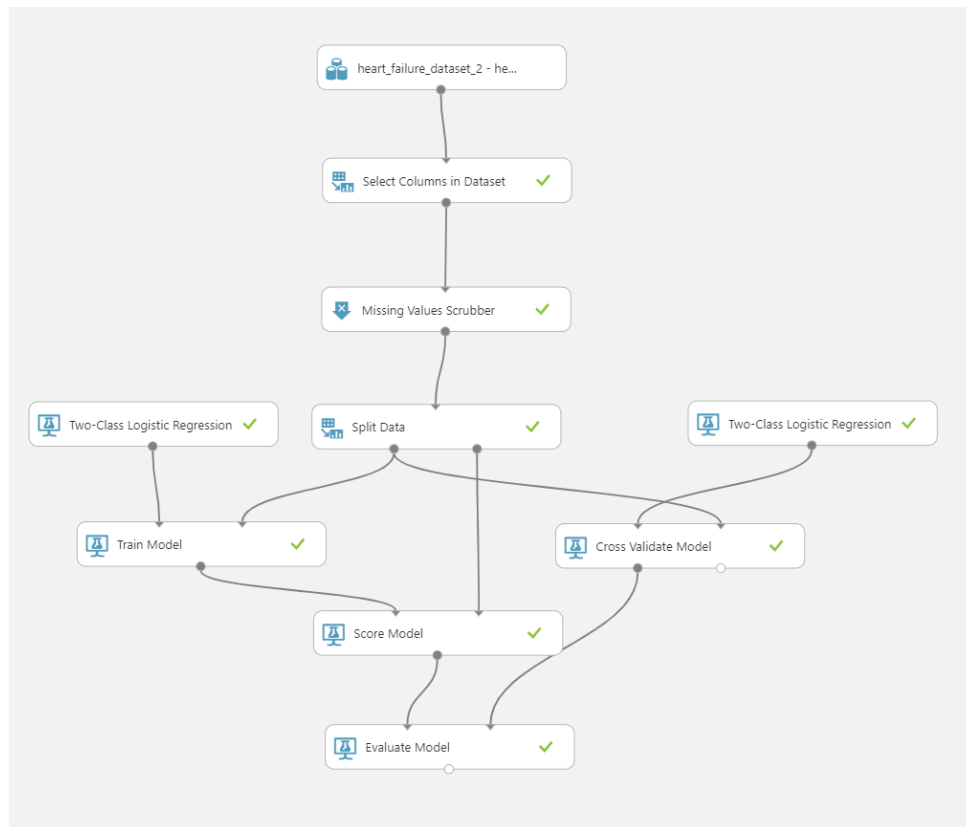 heart_failure_dataset_2 - he...
Select Columns in Dataset
Missing Values Scrubber
Two-Class Logistic Regression
Split Data
Two-Class Logistic Regression
Train Model
Cross Validate Model
Score Model
Evaluate Model